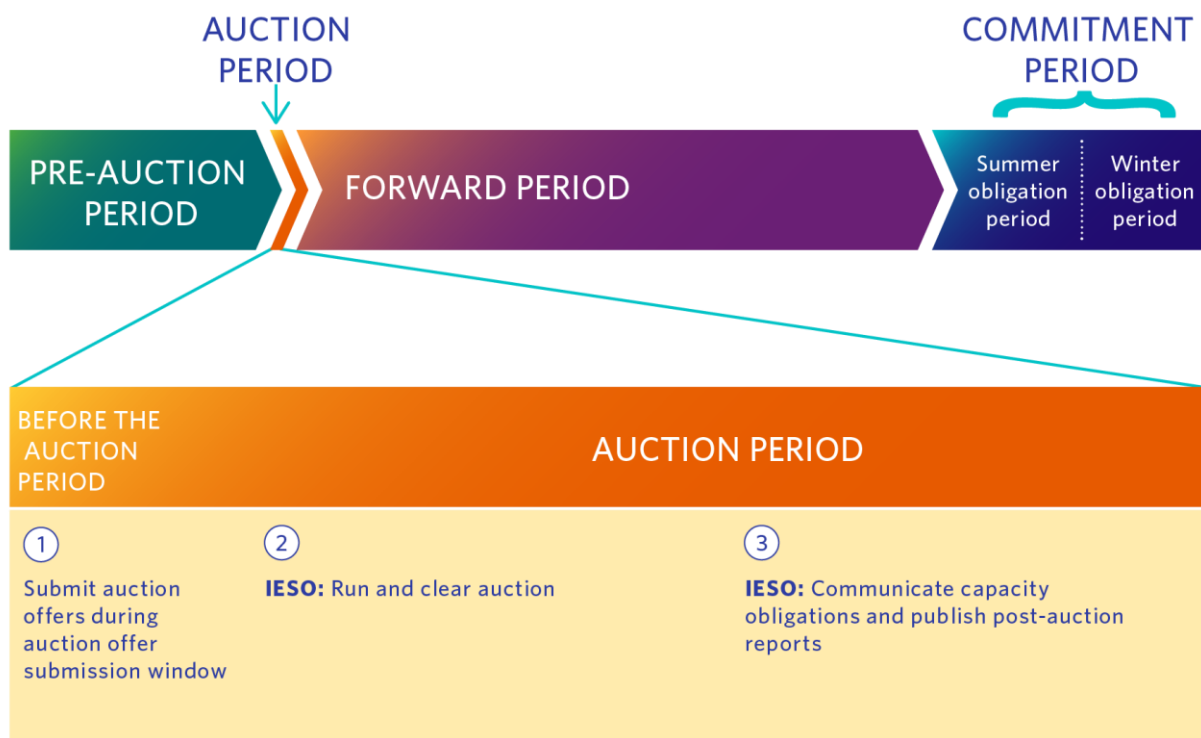 AUCTION
PERIOD
COMMITMENT
PERIOD
PRE-AUCTION
PERIOD
FORWARD PERIOD
Summer
obligation
period
Winter
obligation
period
BEFORE THE
AUCTION
PERIOD
AUCTION PERIOD
1
Submit auction
offers during
auction offer
submission window
2
IESO: Run and clear auction
3
IESO: Communicate capacity
obligations and publish post-auction
reports